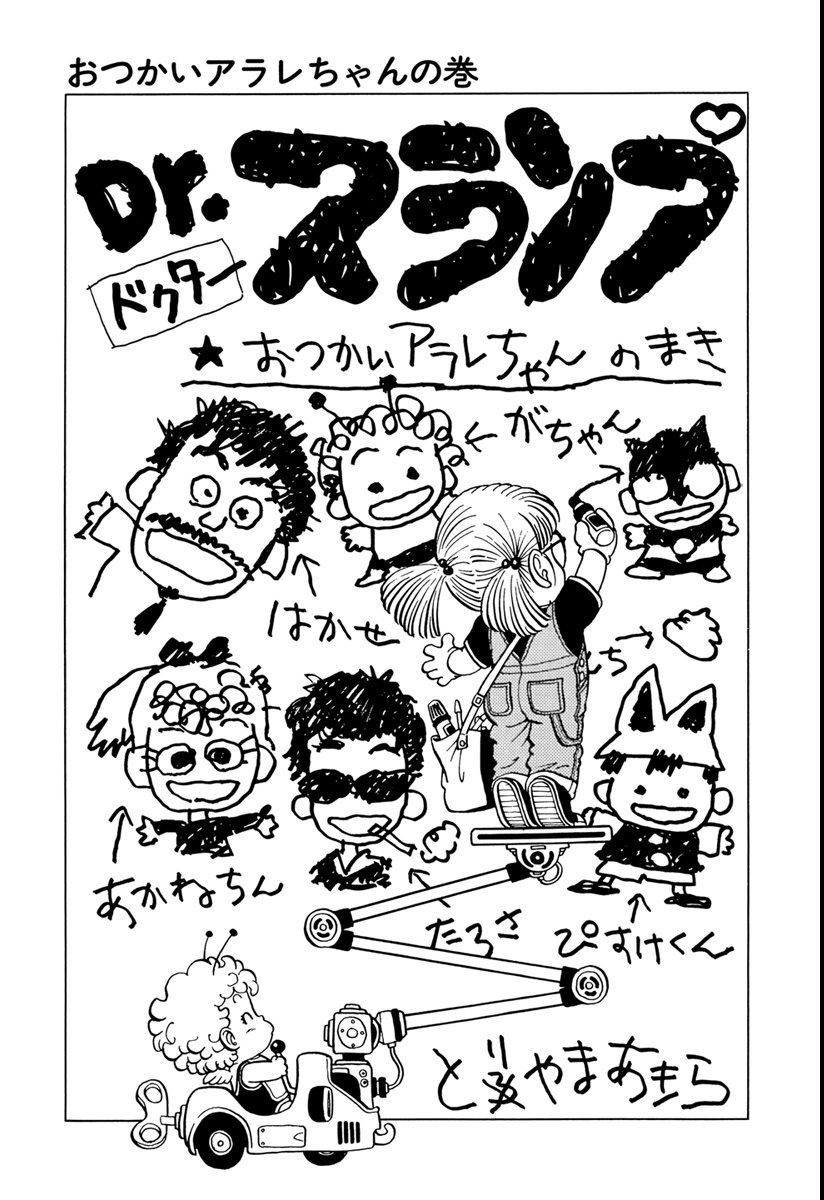 おつかいアラレちゃんの巻
Dr.スランプ
ドクター
★おつかいアラレちゃんのまき
がちゃん
はかせ
んち
あかねちん
たろさ
ぴすけくん
とりやまあきら